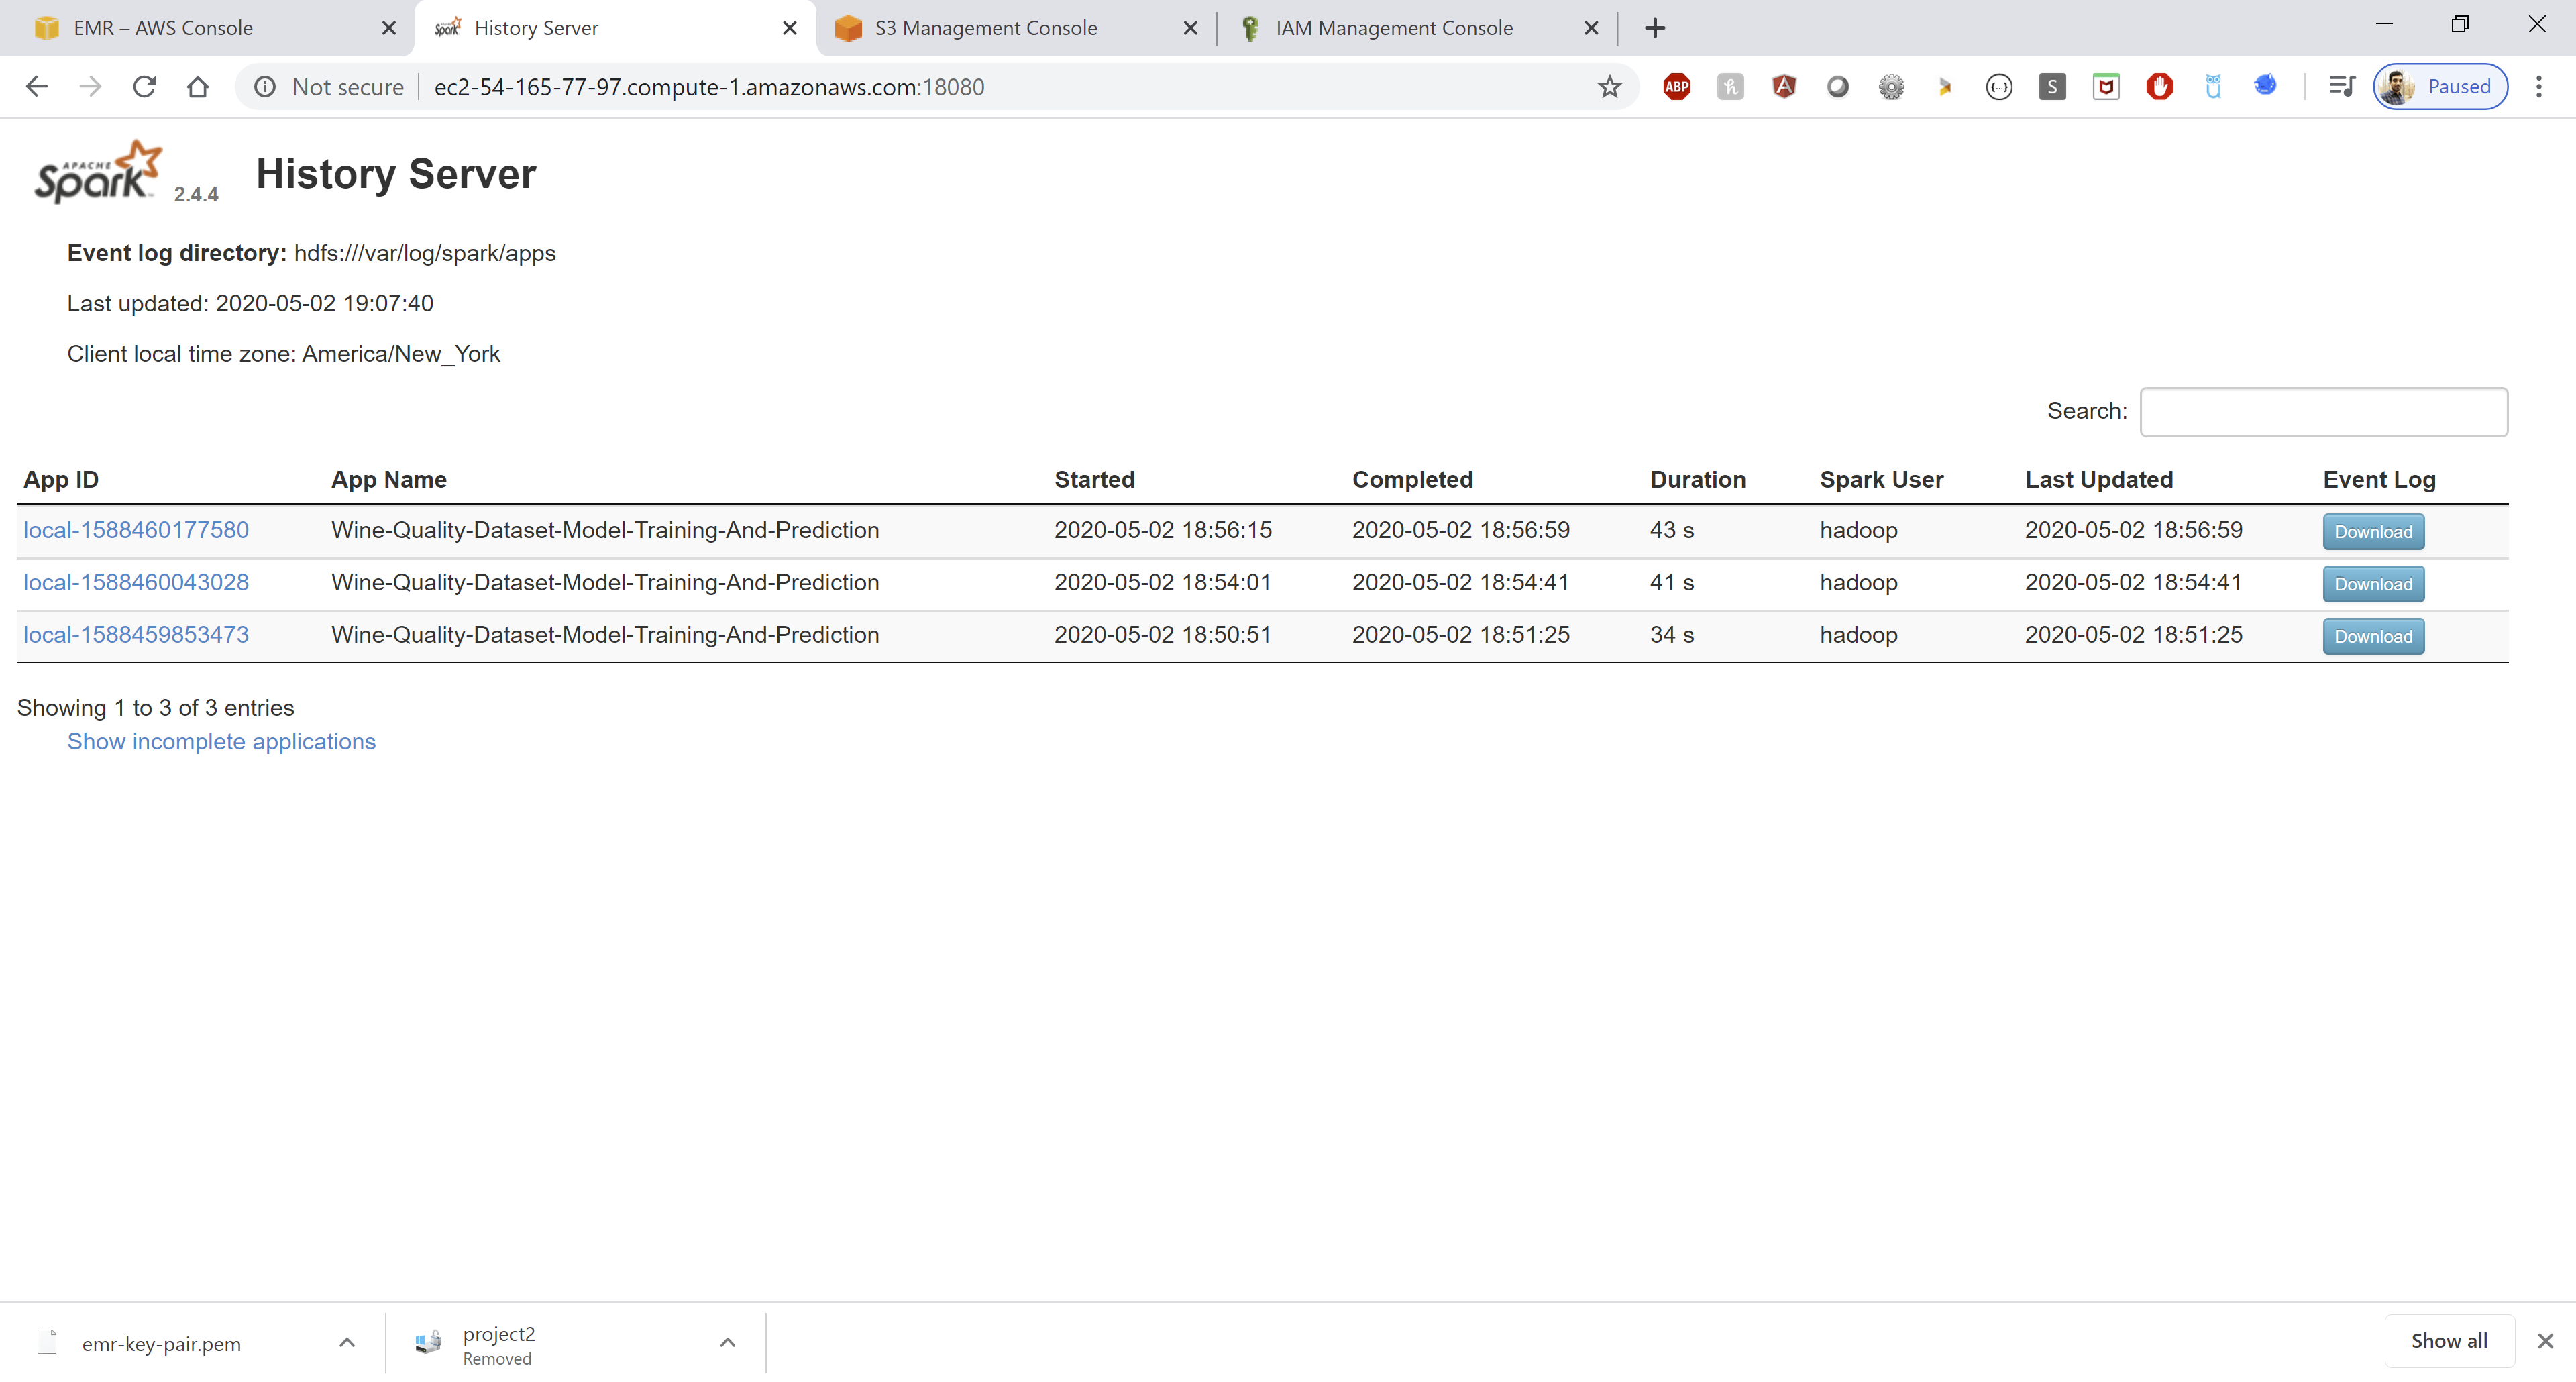 EMR – AWS Console
History Server
S3 Management Console
IAM Management Console
Not secure
ec2-54-165-77-97.compute-1.amazonaws.com:18080
ABP
Paused
APACHE
Spark
2.4.4
History Server
Event log directory: hdfs:///var/log/spark/apps
Last updated: 2020-05-02 19:07:40
Client local time zone: America/New_York
Search:
App ID App Name Started Completed Duration Spark User Last Updated Event Log
local-1588460177580 Wine-Quality-Dataset-Model-Training-And-Prediction 2020-05-02 18:56:15 2020-05-02 18:56:59 43 s hadoop 2020-05-02 18:56:59 Download
local-1588460043028 Wine-Quality-Dataset-Model-Training-And-Prediction 2020-05-02 18:54:01 2020-05-02 18:54:41 41 s hadoop 2020-05-02 18:54:41 Download
local-1588459853473 Wine-Quality-Dataset-Model-Training-And-Prediction 2020-05-02 18:50:51 2020-05-02 18:51:25 34 s hadoop 2020-05-02 18:51:25 Download
Showing 1 to 3 of 3 entries
Show incomplete applications
emr-key-pair.pem
project2
Removed
Show all